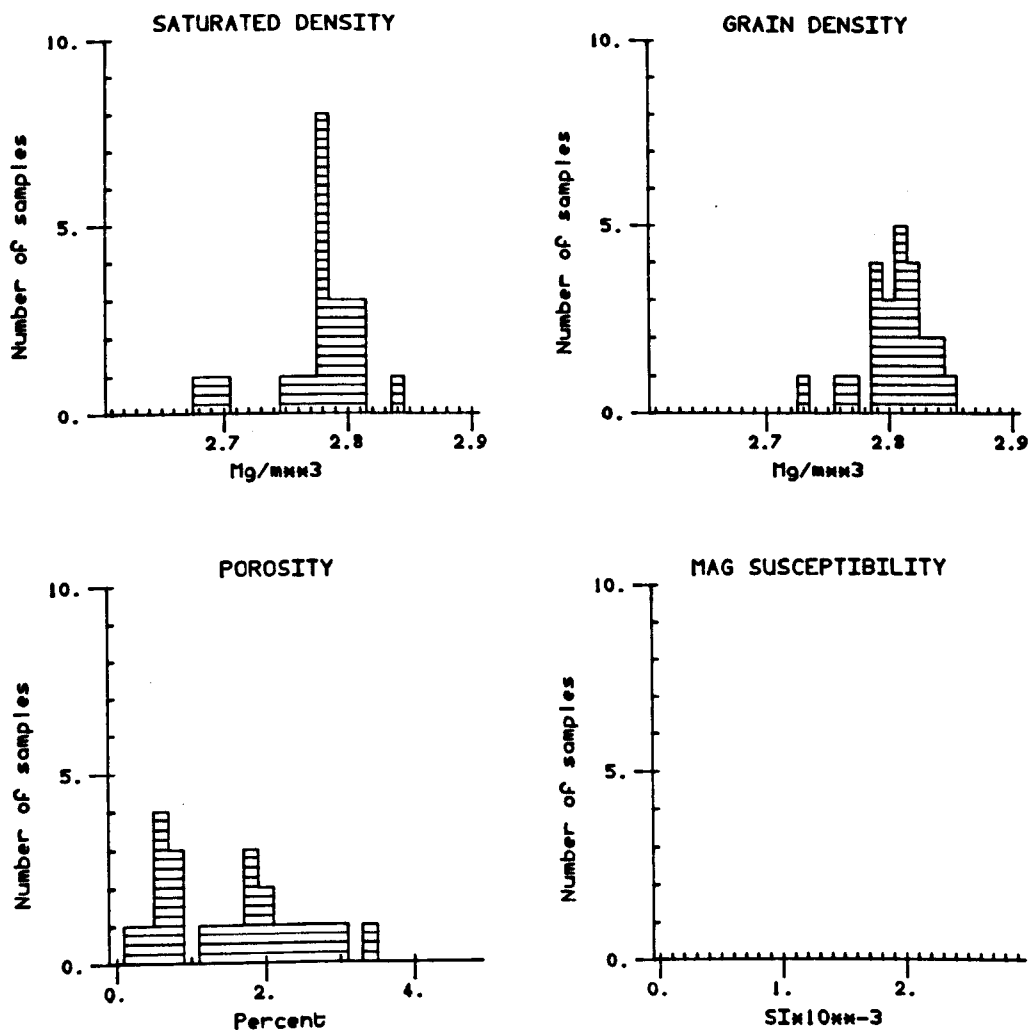 SATURATED DENSITY
10.
5.
0.
Number of samples
2.7 2.8 2.9
Mg/m**3
GRAIN DENSITY
10.
5.
0.
Number of samples
2.7 2.8 2.9
Mg/m**3
POROSITY
10.
5.
0.
Number of samples
0. 2. 4.
Percent
MAG SUSCEPTIBILITY
10.
5.
0.
Number of samples
0. 1. 2.
SI*10**-3